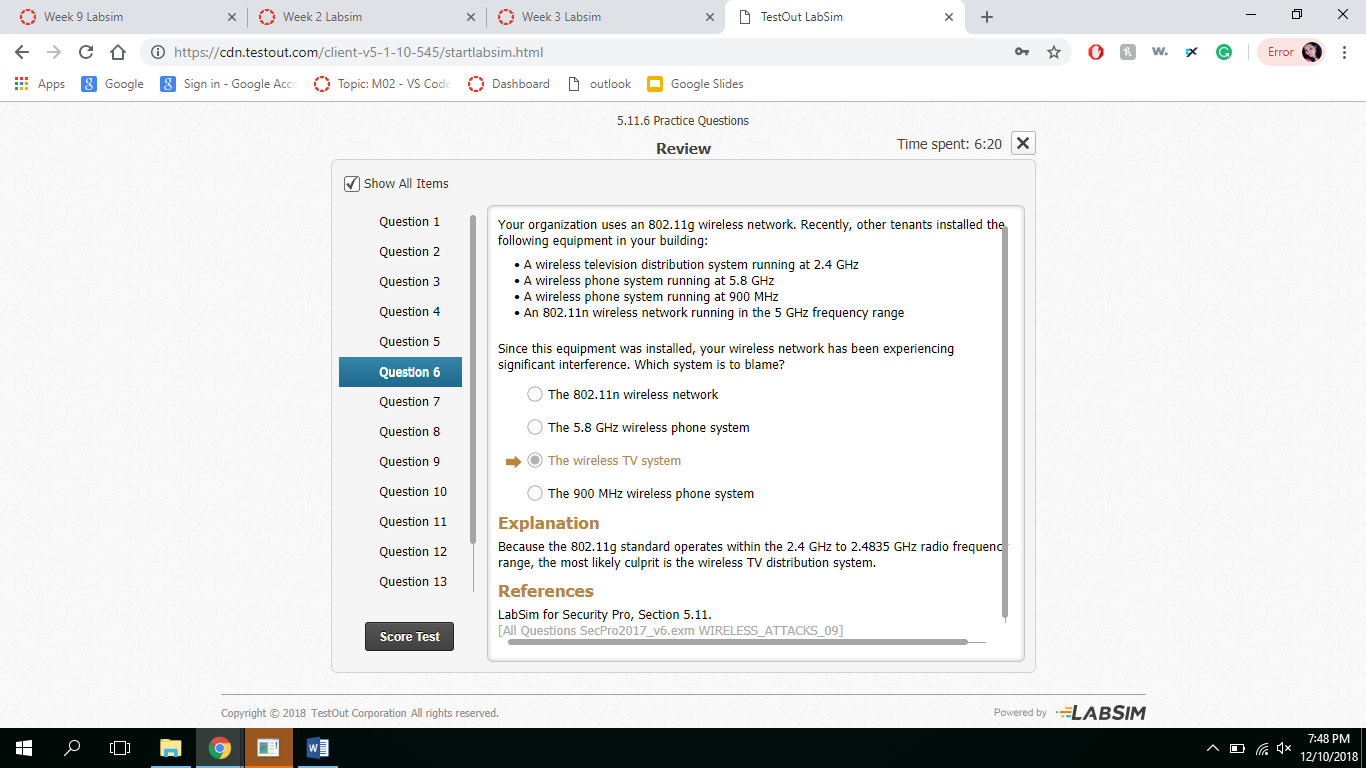 Week 9 Labsim
Week 2 Labsim
Week 3 Labsim
TestOut LabSim
https://cdn.testout.com/client-v5-1-10-545/startlabsim.html
Error
Apps
Google
Sign in - Google Acco
Topic: M02 - VS Code
Dashboard
outlook
Google Slides
5.11.6 Practice Questions
Review
Time spent: 6:20
Show All Items
Question 1
Question 2
Question 3
Question 4
Question 5
Question 6
Question 7
Question 8
Question 9
Question 10
Question 11
Question 12
Question 13
Score Test
Your organization uses an 802.11g wireless network. Recently, other tenants installed the
following equipment in your building:
• A wireless television distribution system running at 2.4 GHz
• A wireless phone system running at 5.8 GHz
• A wireless phone system running at 900 MHz
• An 802.11n wireless network running in the 5 GHz frequency range
Since this equipment was installed, your wireless network has been experiencing
significant interference. Which system is to blame?
The 802.11n wireless network
The 5.8 GHz wireless phone system
The wireless TV system
The 900 MHz wireless phone system
Explanation
Because the 802.11g standard operates within the 2.4 GHz to 2.4835 GHz radio frequenc
range, the most likely culprit is the wireless TV distribution system.
References
LabSim for Security Pro, Section 5.11.
[All Questions SecPro2017_v6.exm WIRELESS_ATTACKS_09]
Copyright © 2018 TestOut Corporation All rights reserved.
Powered by LABSIM
7:48 PM
12/10/2018